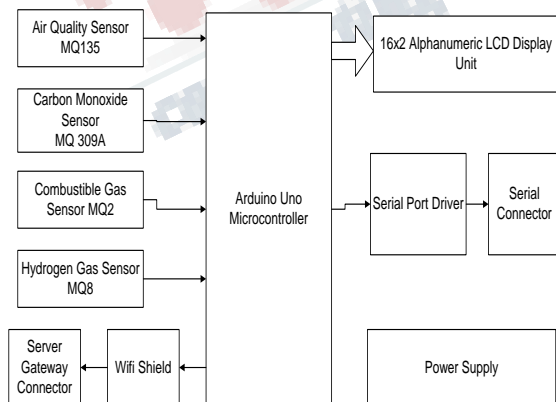 Air Quality Sensor
MQ135
16x2 Alphanumeric LCD Display
Unit
Carbon Monoxide
Sensor
MQ 309A
Combustible Gas
Sensor MQ2
Arduino Uno
Microcontroller
Serial Port Driver
Serial
Connector
Hydrogen Gas Sensor
MQ8
Server
Gateway
Connector
Wifi Shield
Power Supply